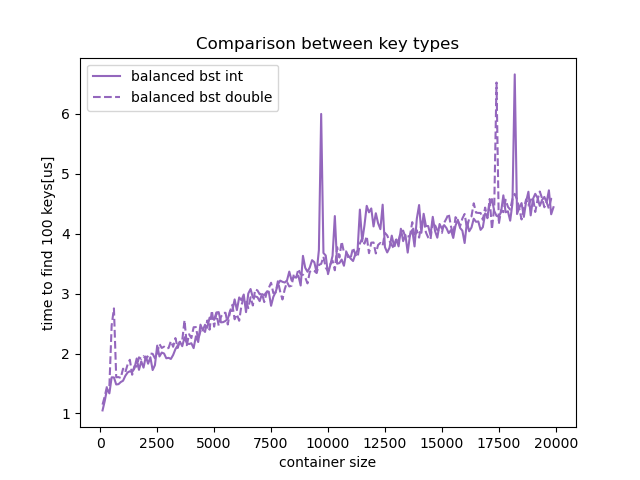 Comparison between key types
balanced bst int
balanced bst double
time to find 100 keys[us]
6
5
4
3
2
1
0 2500 5000 7500 10000 12500 15000 17500 20000
container size